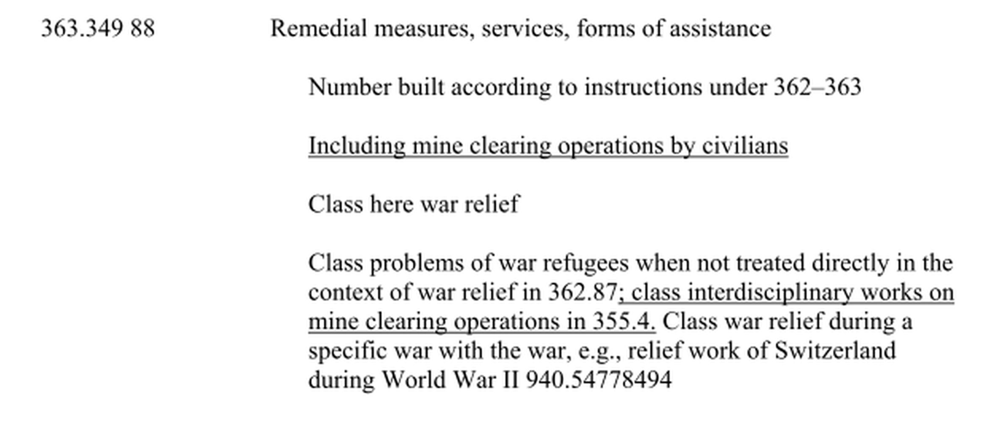 363.349 88 Remedial measures, services, forms of assistance
Number built according to instructions under 362–363
Including mine clearing operations by civilians
Class here war relief
Class problems of war refugees when not treated directly in the
context of war relief in 362.87; class interdisciplinary works on
mine clearing operations in 355.4. Class war relief during a
specific war with the war, e.g., relief work of Switzerland
during World War II 940.54778494